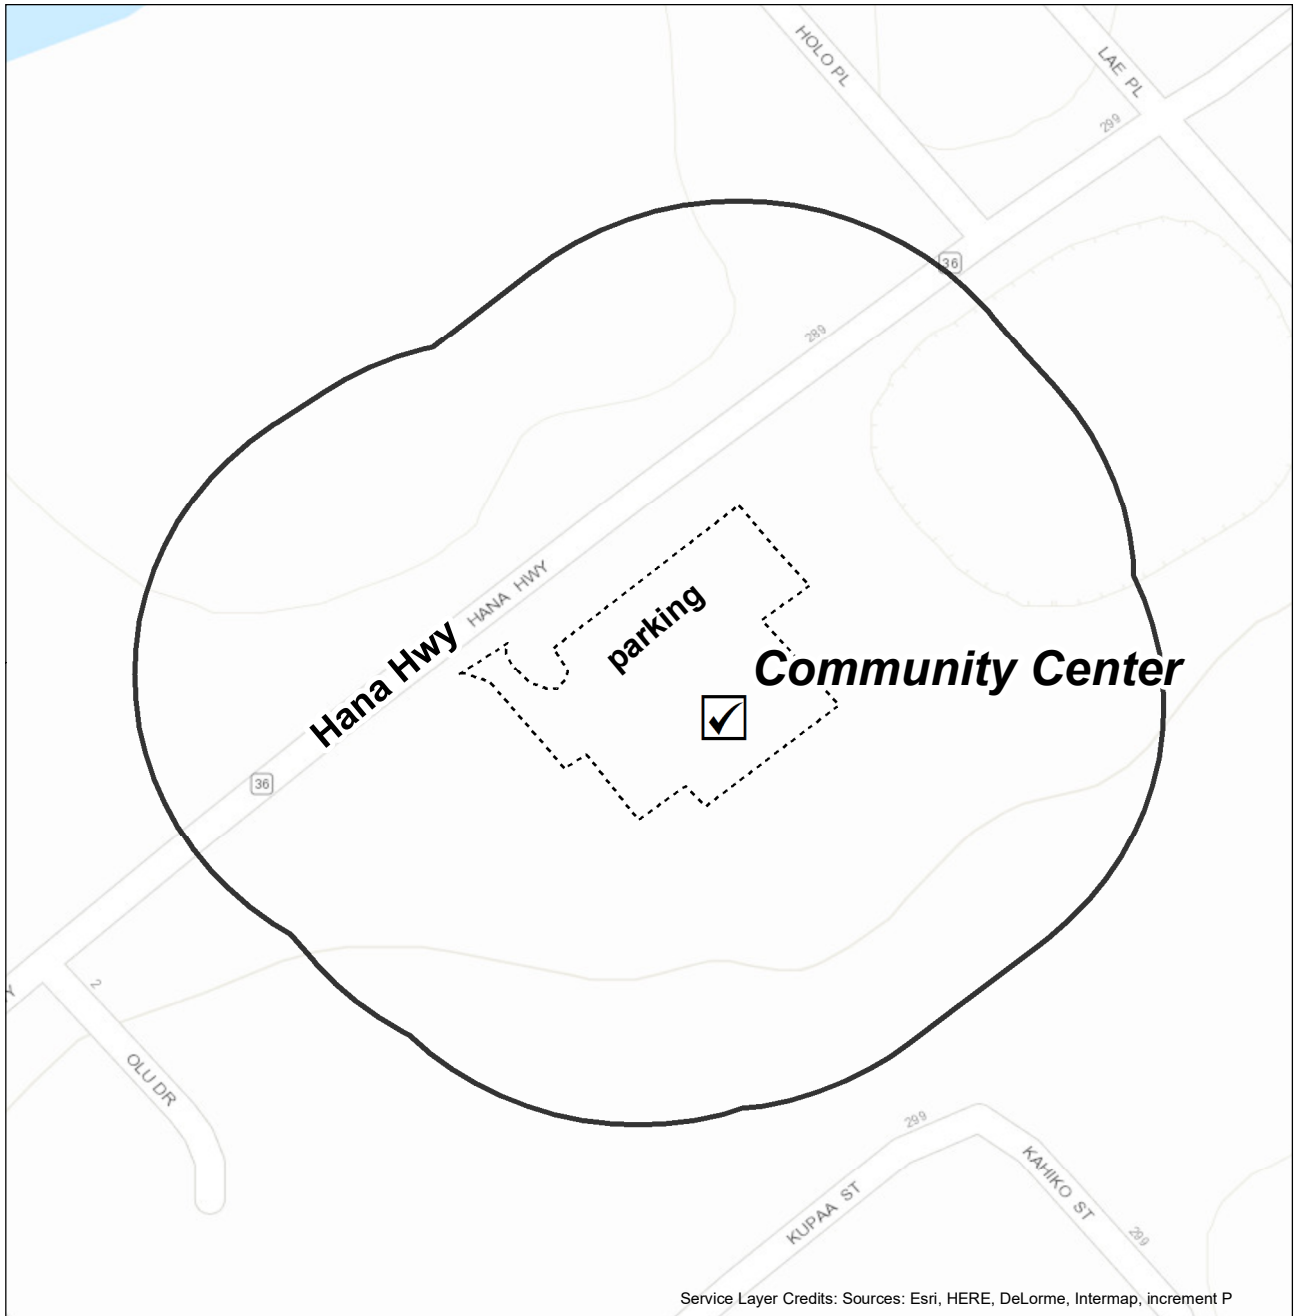 HOLO PL
LAE PL
299
36
289
HANA HWY
Hana Hwy
parking
Community Center
36
2
Y
OLU DR
299
KAHIKO ST
KUPAA ST
299
Service Layer Credits: Sources: Esri, HERE, DeLorme, Intermap, increment P